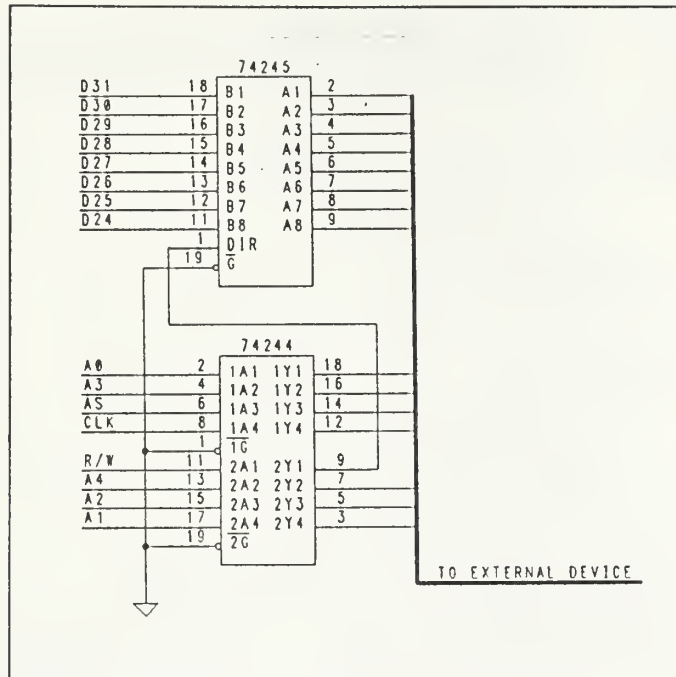 74245
D31 18 B1 A1 2
D30 17 B2 A2 3
D29 16 B3 A3 4
D28 15 B4 A4 5
D27 14 B5 A5 6
D26 13 B6 A6 7
D25 12 B7 A7 8
D24 11 B8 A8 9
1 DIR
19 G
74244
A0 2 1A1 1Y1 18
A3 4 1A2 1Y2 16
AS 6 1A3 1Y3 14
CLK 8 1A4 1Y4 12
1 1G
R/W 11 2A1 2Y1 9
A4 13 2A2 2Y2 7
A2 15 2A3 2Y3 5
A1 17 2A4 2Y4 3
19 2G
TO EXTERNAL DEVICE